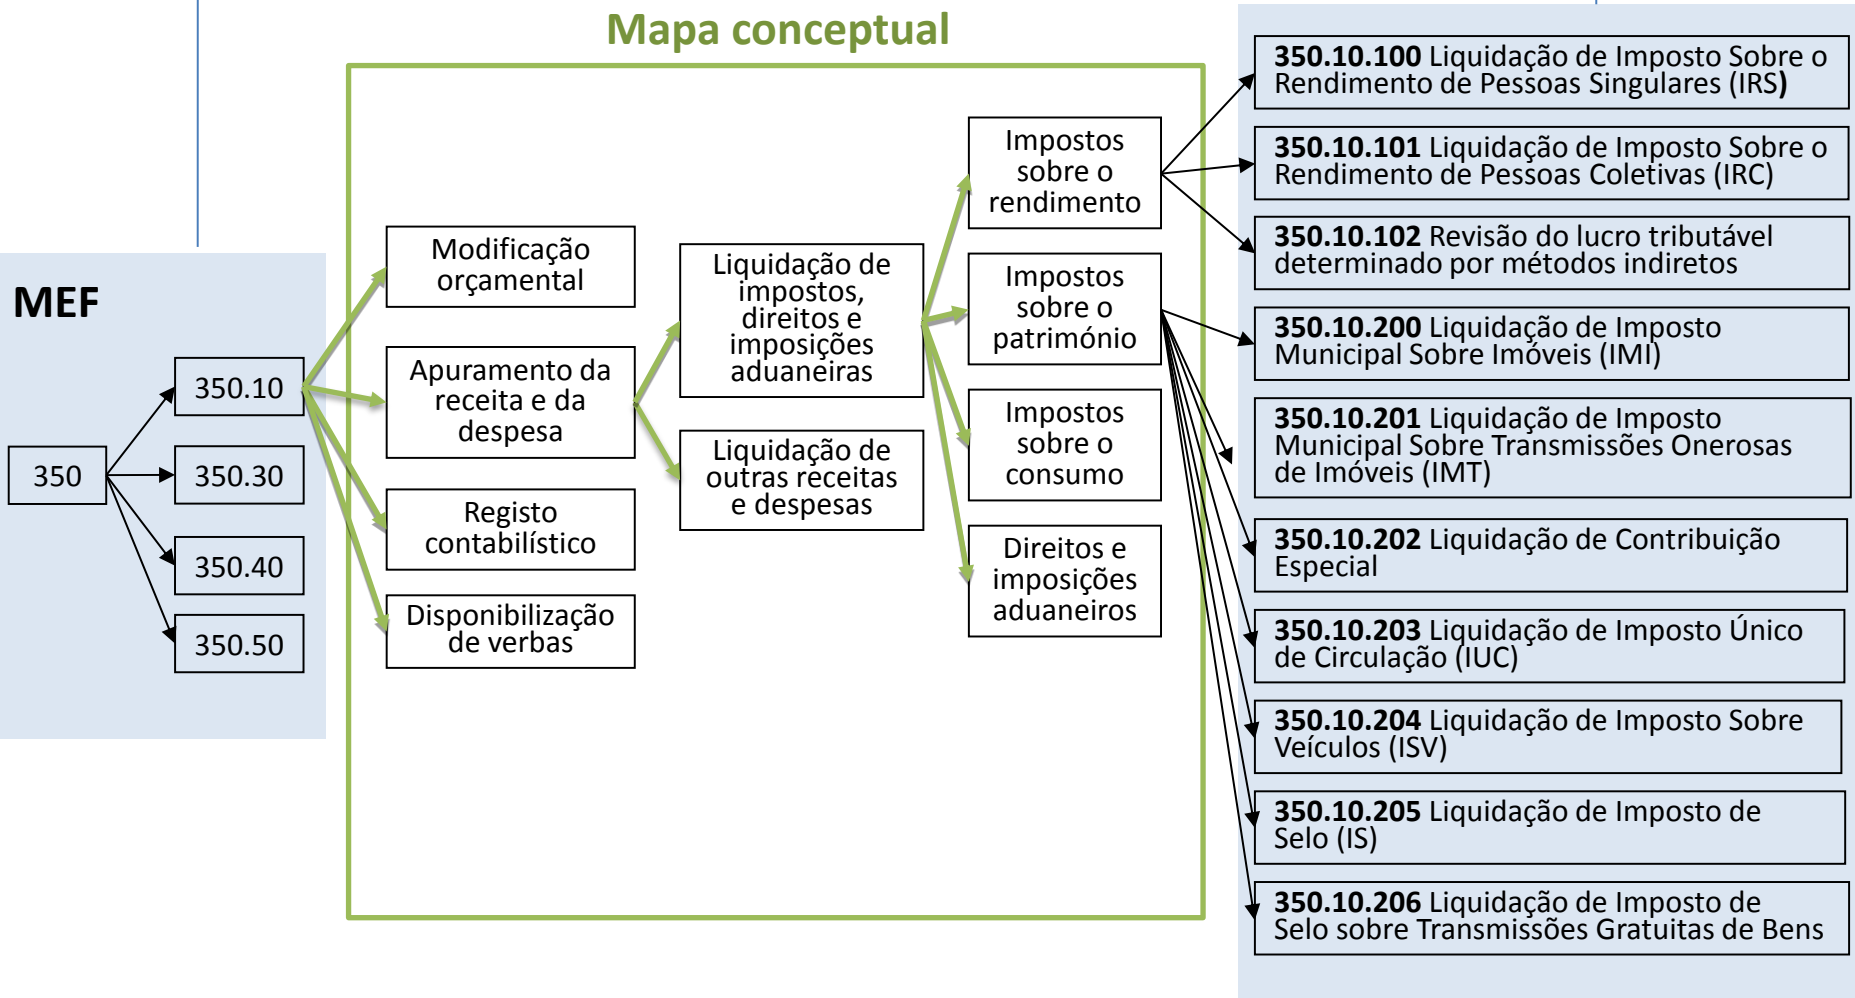 Mapa conceptual
MEF
350
350.10
350.30
350.40
350.50
Modificação
orçamental
Apuramento da
receita e da
despesa
Registo
contabilístico
Disponibilização
de verbas
Liquidação de
impostos,
direitos e
imposições
aduaneiras
Liquidação de
outras receitas
e despesas
Impostos
sobre o
rendimento
Impostos
sobre o
património
Impostos
sobre o
consumo
Direitos e
imposições
aduaneiros
350.10.100 Liquidação de Imposto Sobre o
Rendimento de Pessoas Singulares (IRS)
350.10.101 Liquidação de Imposto Sobre o
Rendimento de Pessoas Coletivas (IRC)
350.10.102 Revisão do lucro tributável
determinado por métodos indiretos
350.10.200 Liquidação de Imposto
Municipal Sobre Imóveis (IMI)
350.10.201 Liquidação de Imposto
Municipal Sobre Transmissões Onerosas
de Imóveis (IMT)
350.10.202 Liquidação de Contribuição
Especial
350.10.203 Liquidação de Imposto Único
de Circulação (IUC)
350.10.204 Liquidação de Imposto Sobre
Veículos (ISV)
350.10.205 Liquidação de Imposto de
Selo (IS)
350.10.206 Liquidação de Imposto de
Selo sobre Transmissões Gratuitas de Bens